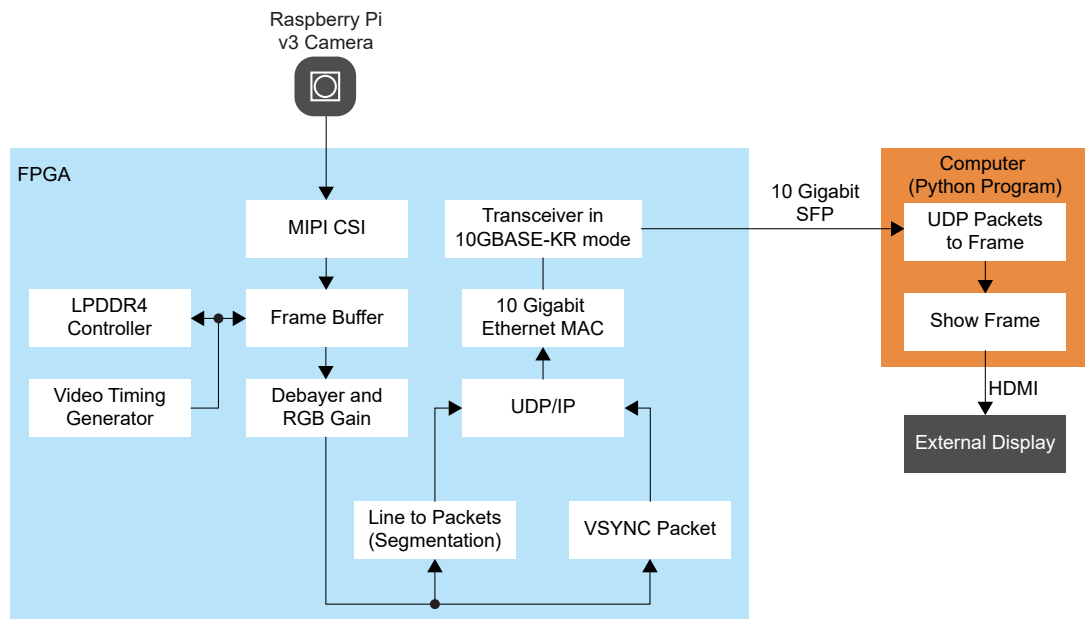 Raspberry Pi
v3 Camera
FPGA
MIPI CSI
LPDDR4
Controller
Frame Buffer
Video Timing
Generator
Debayer and
RGB Gain
Transceiver in
10GBASE-KR mode
10 Gigabit
Ethernet MAC
UDP/IP
Line to Packets
(Segmentation)
VSYNC Packet
10 Gigabit
SFP
Computer
(Python Program)
UDP Packets
to Frame
Show Frame
HDMI
External Display